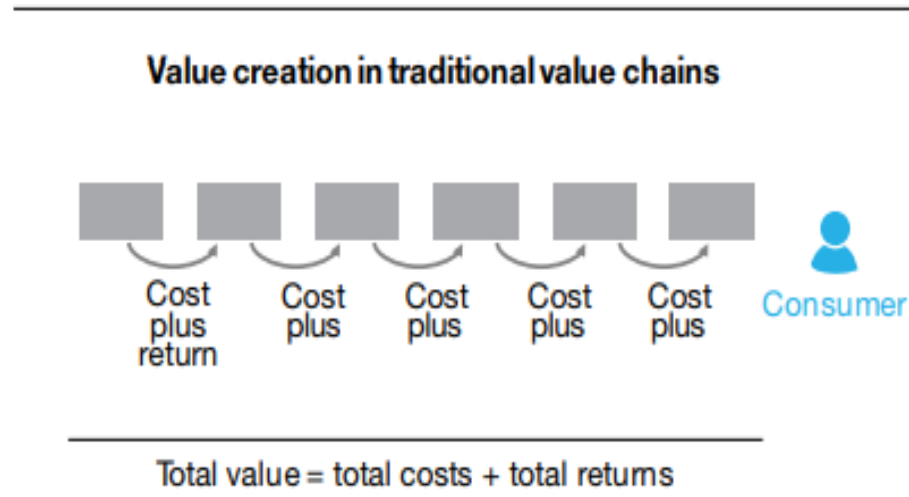 Value creation in traditional value chains
Cost
plus
return
Cost
plus
Cost
plus
Cost
plus
Cost
plus
Consumer
Total value = total costs + total returns